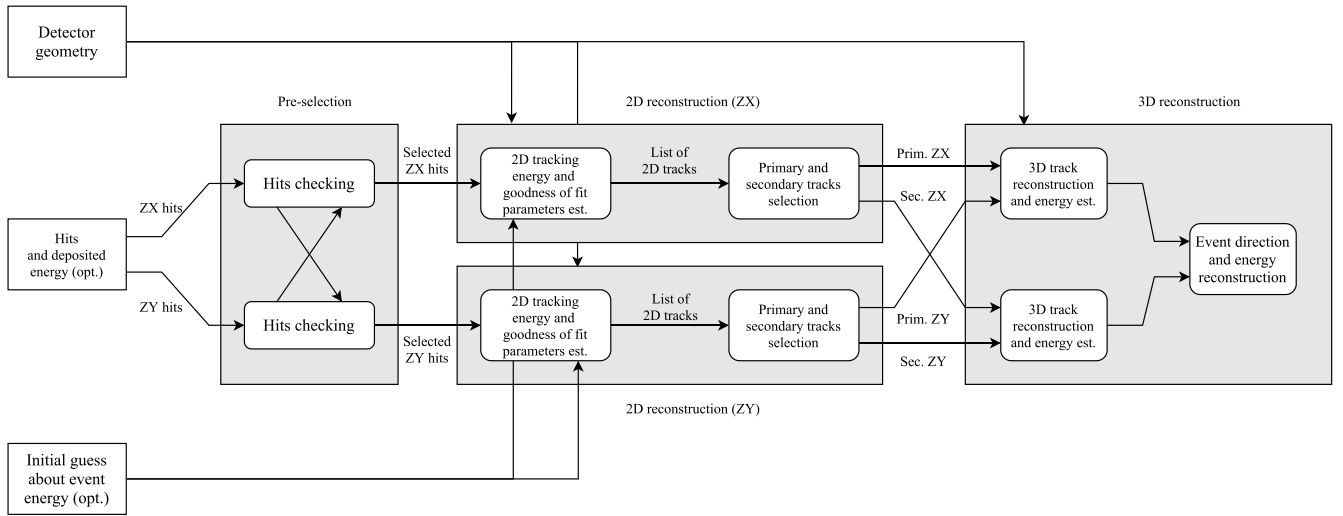 Detector
geometry
Pre-selection
2D reconstruction (ZX)
3D reconstruction
Hits
and deposited
energy (opt.)
ZX hits
ZY hits
Hits checking
Hits checking
Selected
ZX hits
Selected
ZY hits
2D tracking
energy and
goodness of fit
parameters est.
List of
2D tracks
Primary and
secondary tracks
selection
2D tracking
energy and
goodness of fit
parameters est.
List of
2D tracks
Primary and
secondary tracks
selection
Prim. ZX
Sec. ZX
Prim. ZY
Sec. ZY
3D track
reconstruction
and energy est.
3D track
reconstruction
and energy est.
Event direction
and energy
reconstruction
2D reconstruction (ZY)
Initial guess
about event
energy (opt.)